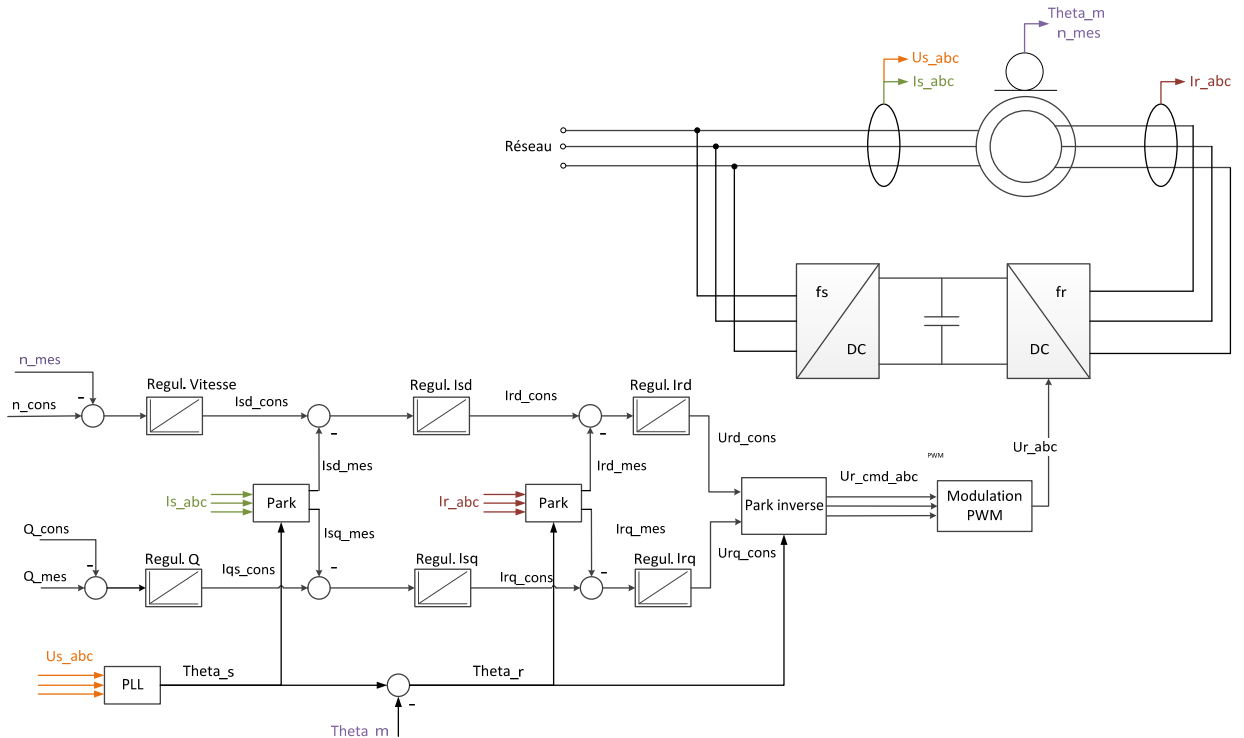 Theta_m
n_mes
Us_abc
Is_abc
Ir_abc
Réseau
fs
DC
fr
DC
n_mes
-
n_cons
Regul. Vitesse
Isd_cons
-
Regul. Isd
Ird_cons
-
Regul. Ird
Urd_cons
Isd_mes
Ird_mes
Is_abc
Park
Ir_abc
Park
Park inverse
PWM
Ur_cmd_abc
Modulation
PWM
Ur_abc
Isq_mes
Irq_mes
Urq_cons
Q_cons
-
Q_mes
Regul. Q
Iqs_cons
-
Regul. Isq
Irq_cons
-
Regul. Irq
Us_abc
PLL
Theta_s
Theta_r
-
Theta_m